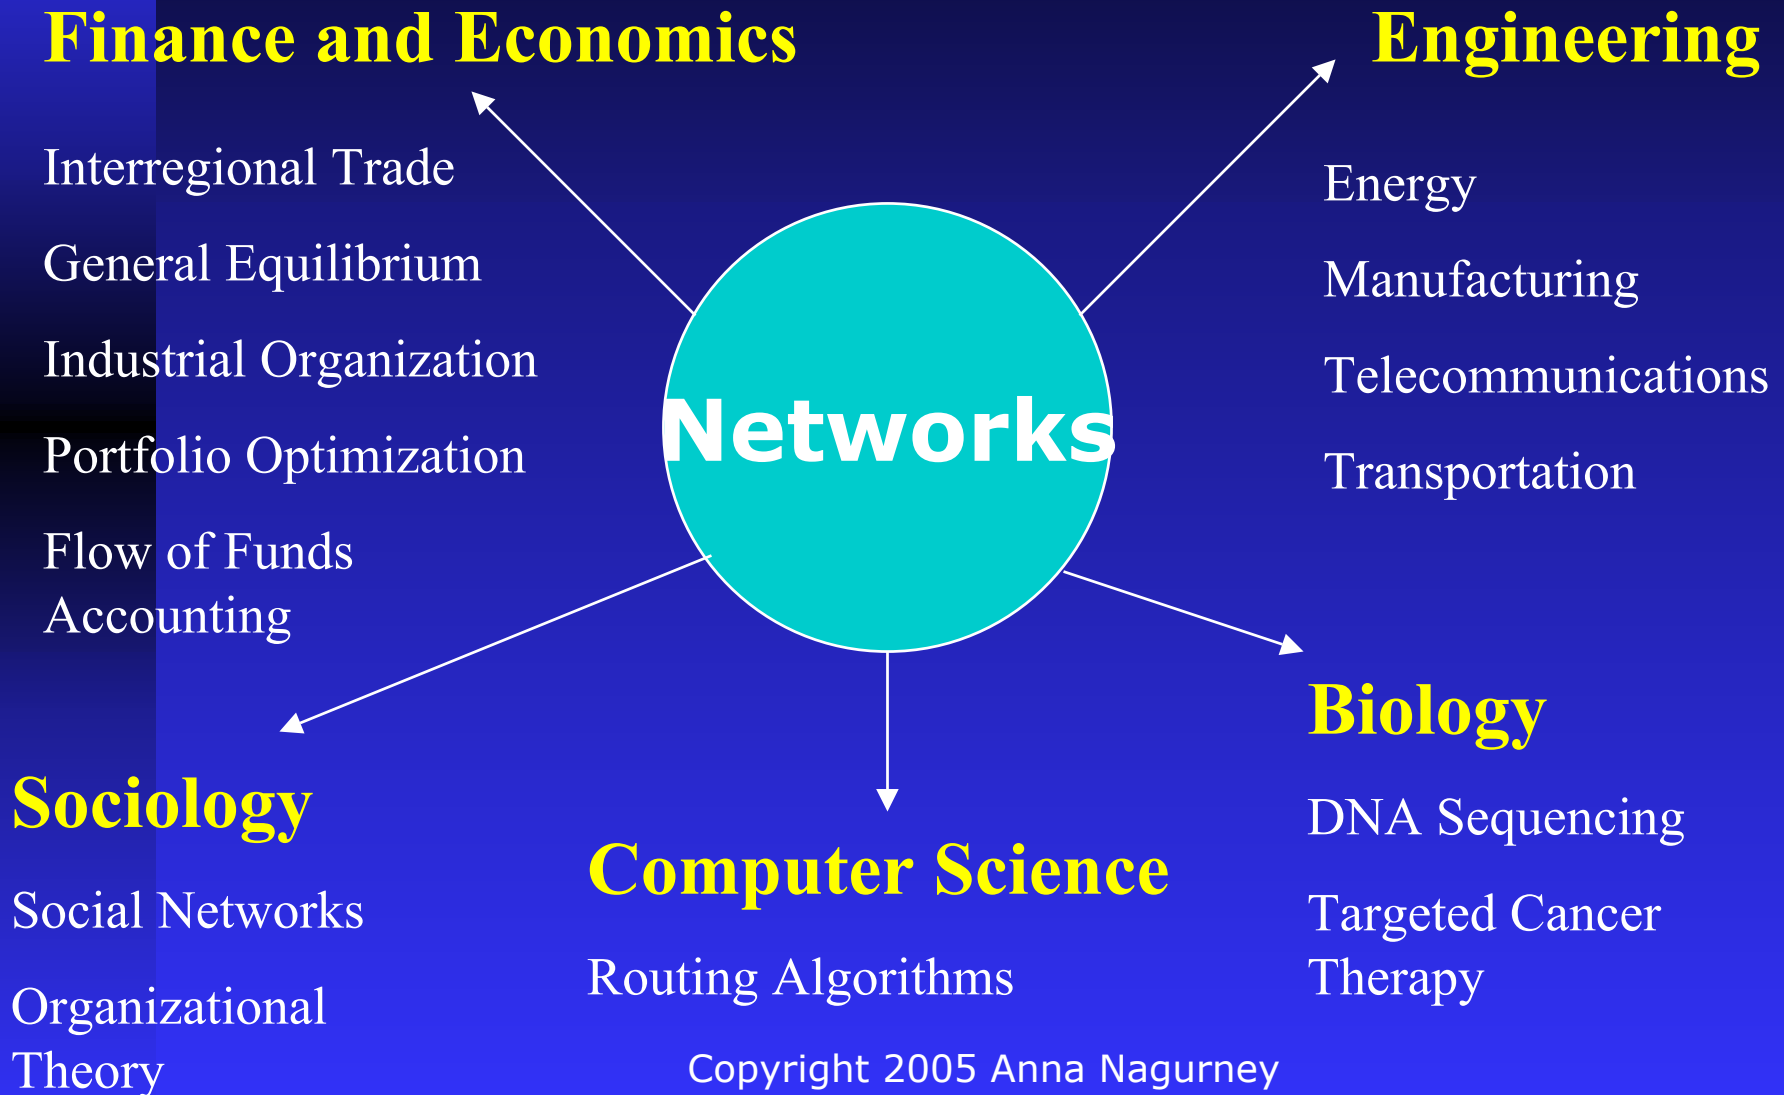 Finance and Economics
Interregional Trade
General Equilibrium
Industrial Organization
Portfolio Optimization
Flow of Funds
Accounting
Engineering
Energy
Manufacturing
Telecommunications
Transportation
Networks
Sociology
Social Networks
Organizational
Theory
Computer Science
Routing Algorithms
Biology
DNA Sequencing
Targeted Cancer
Therapy
Copyright 2005 Anna Nagurney